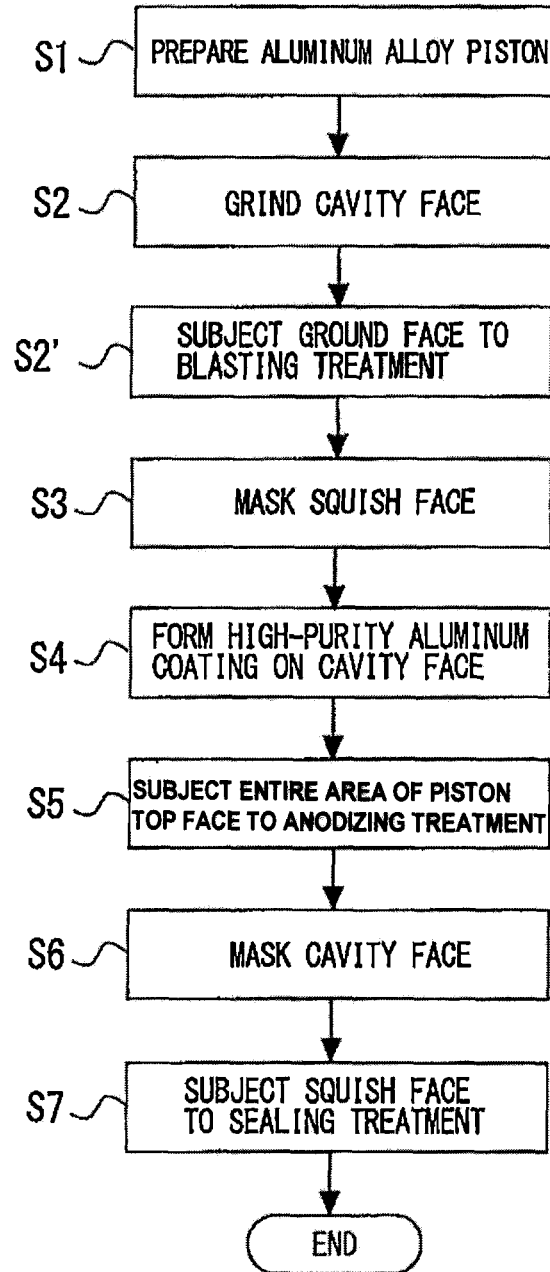 S1
PREPARE ALUMINUM ALLOY PISTON
S2
GRIND CAVITY FACE
S2'
SUBJECT GROUND FACE TO
BLASTING TREATMENT
S3
MASK SQUISH FACE
S4
FORM HIGH-PURITY ALUMINUM
COATING ON CAVITY FACE
S5
SUBJECT ENTIRE AREA OF PISTON
TOP FACE TO ANODIZING TREATMENT
S6
MASK CAVITY FACE
S7
SUBJECT SQUISH FACE
TO SEALING TREATMENT
END